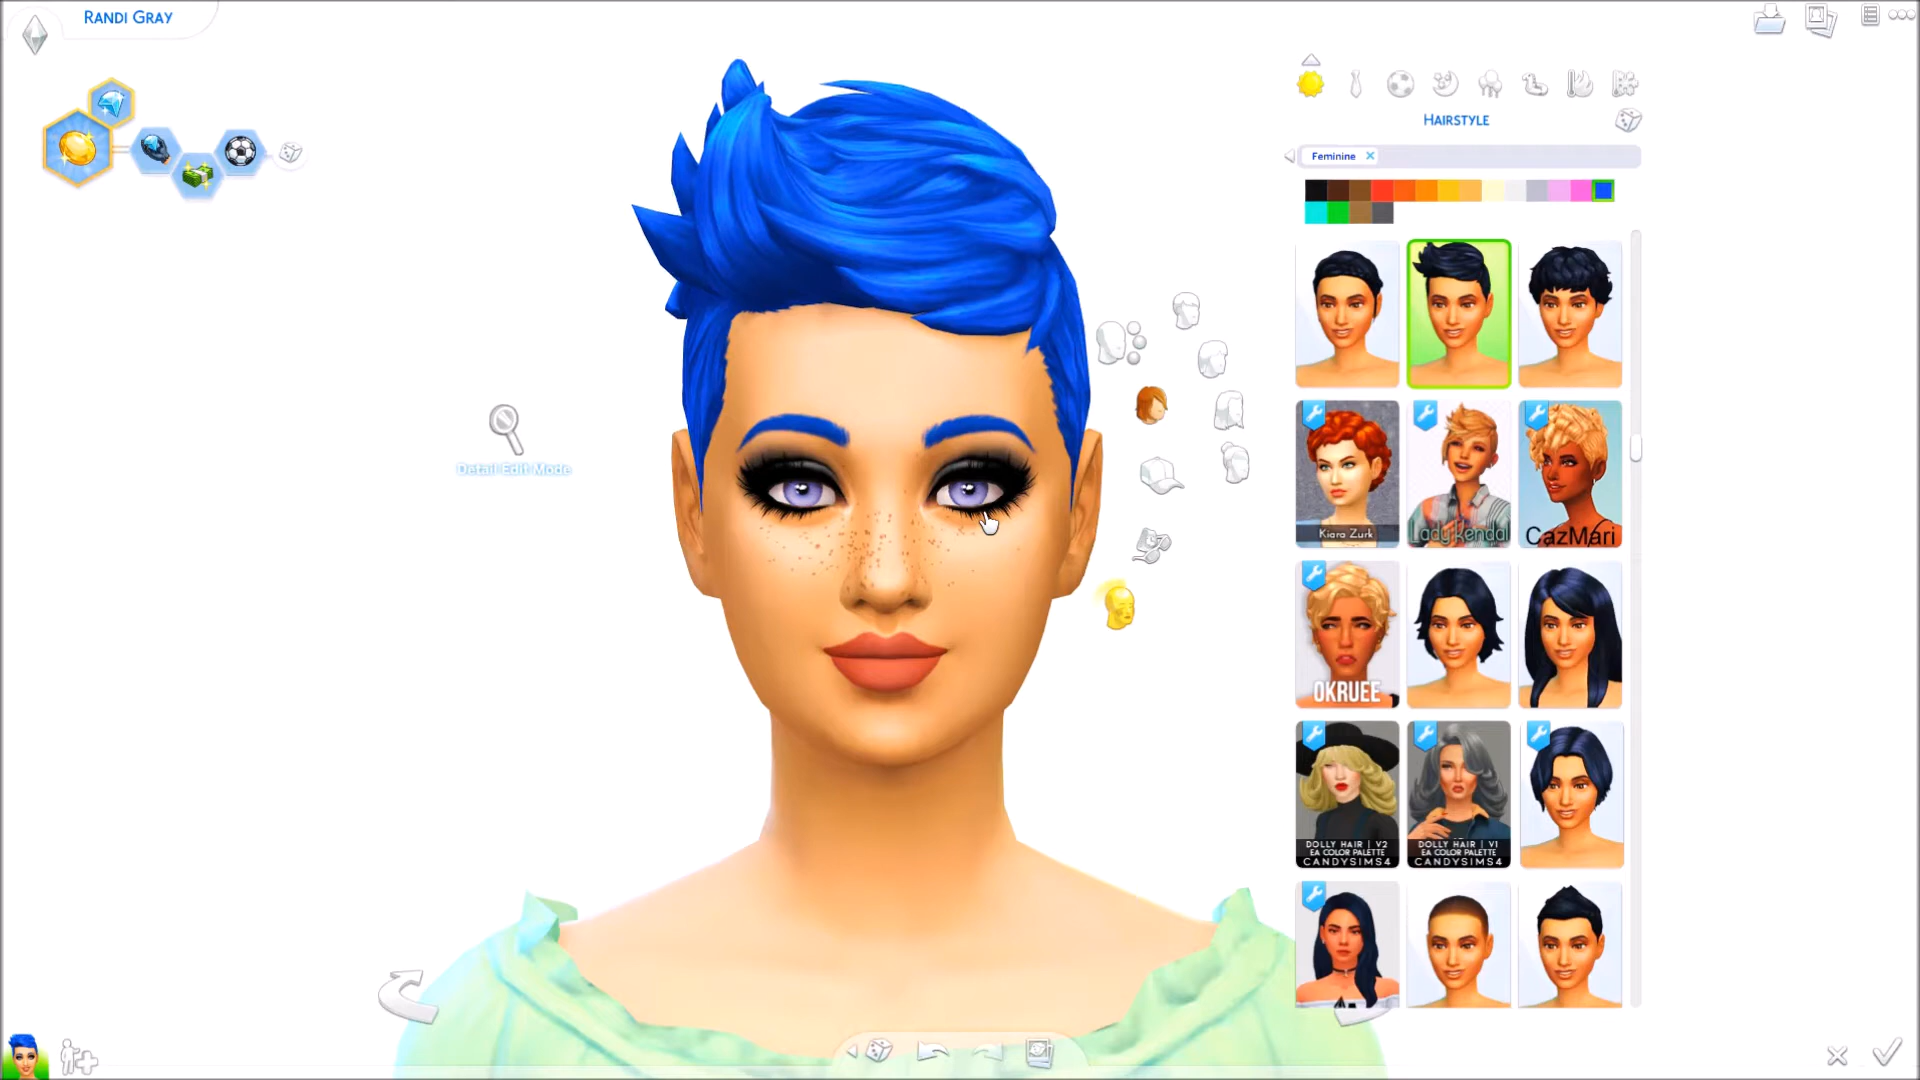 RANDI GRAY
HAIRSTYLE
Feminine
Detail Edit Mode
Kiara Zurk
Ladykendal
CazMari
OKRUEE
DOLLY HAIR | V2
EA COLOR PALETTE
CANDYSIMS4
DOLLY HAIR | V1
EA COLOR PALETTE
CANDYSIMS4